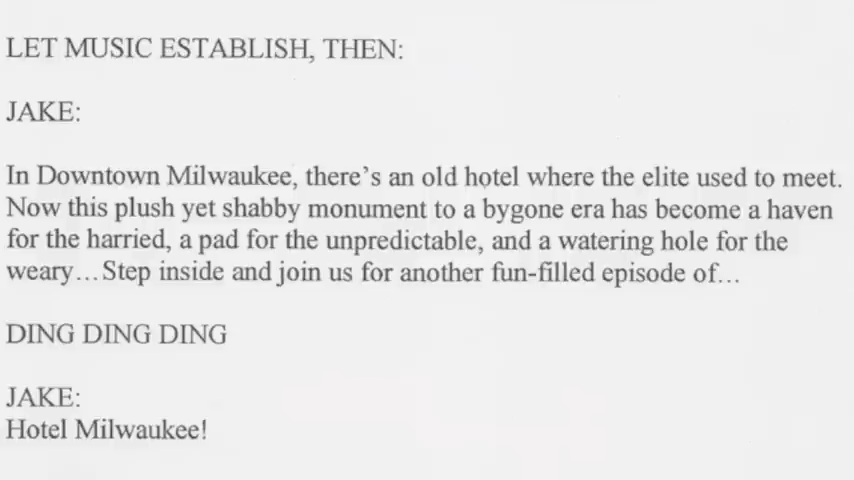 LET MUSIC ESTABLISH, THEN:
JAKE:
In Downtown Milwaukee, there’s an old hotel where the elite used to meet.
Now this plush yet shabby monument to a bygone era has become a haven
for the harried, a pad for the unpredictable, and a watering hole for the
weary…Step inside and join us for another fun-filled episode of…
DING DING DING
JAKE:
Hotel Milwaukee!